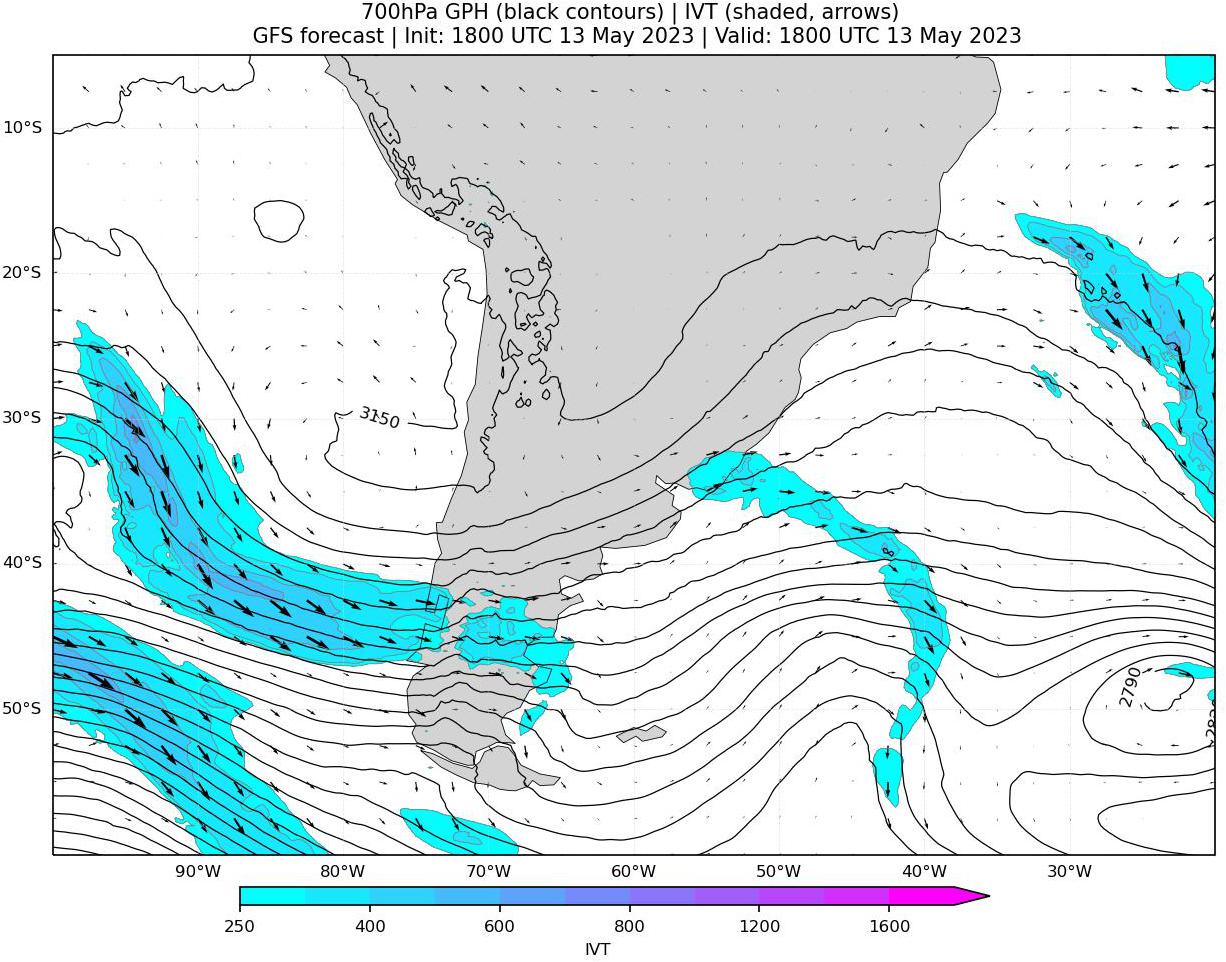 700hPa GPH (black contours) | IVT (shaded, arrows)
GFS forecast | Init: 1800 UTC 13 May 2023 | Valid: 1800 UTC 13 May 2023
10°S
20°S
30°S
40°S
50°S
3150
2790
90°W
80°W
70°W
60°W
50°W
40°W
30°W
250
400
600
800
1200
1600
IVT